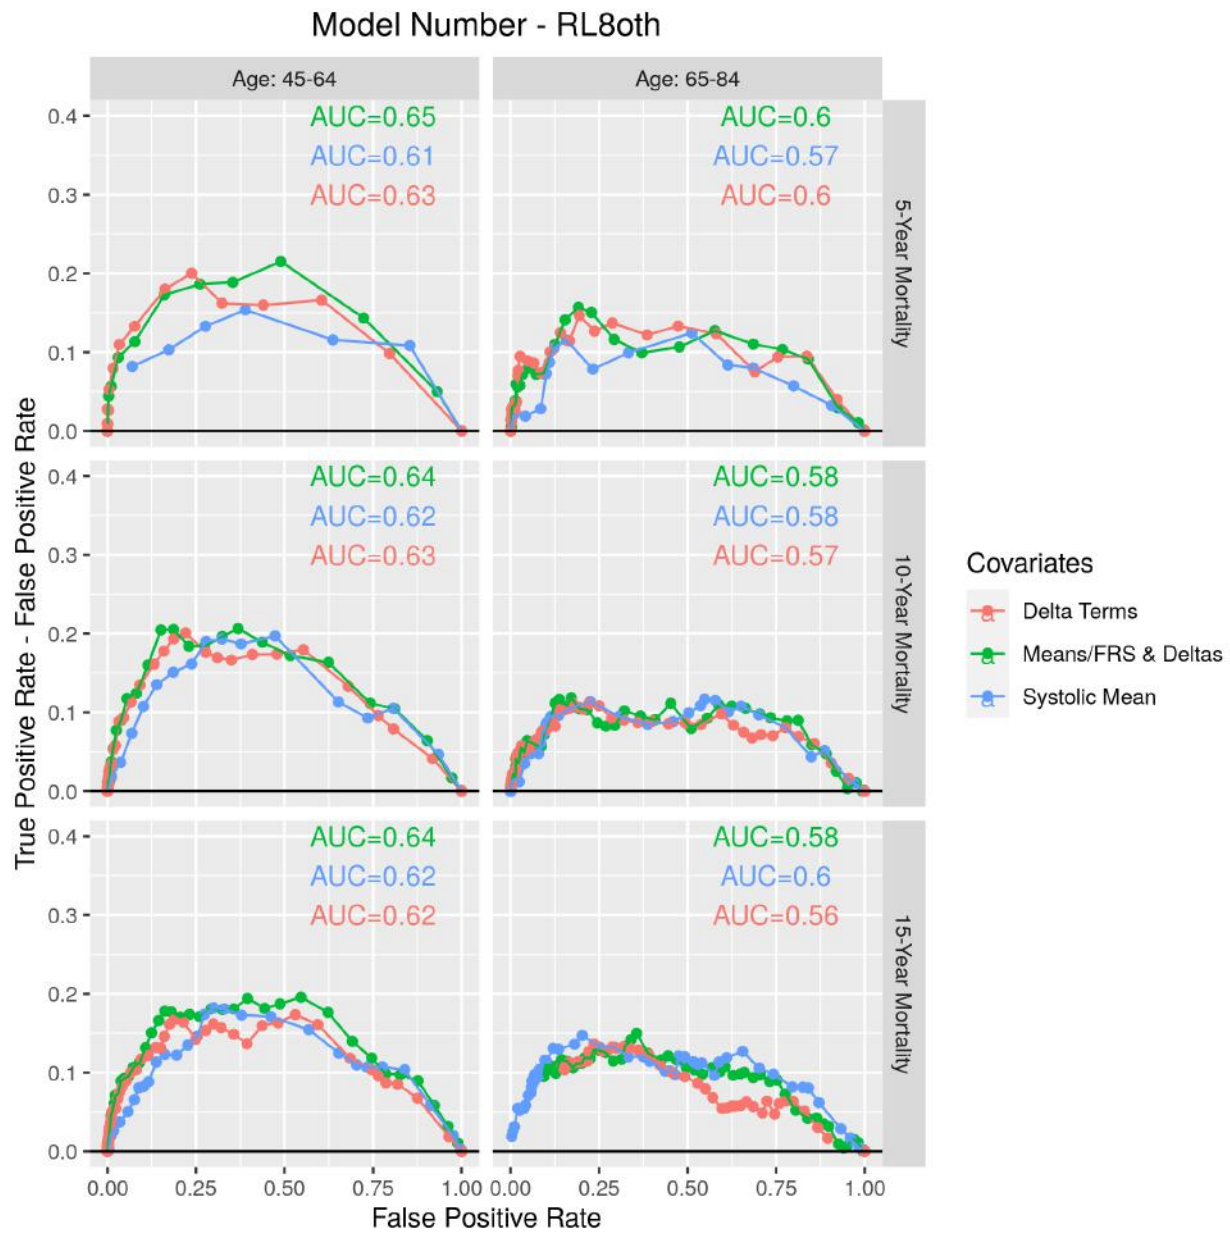 Model Number - RL8oth
Age: 45-64
Age: 65-84
True Positive Rate - False Positive Rate
0.4
0.3
0.2
0.1
0.0
AUC=0.65
AUC=0.61
AUC=0.63
AUC=0.6
AUC=0.57
AUC=0.6
5-Year Mortality
0.4
0.3
0.2
0.1
0.0
AUC=0.64
AUC=0.62
AUC=0.63
AUC=0.58
AUC=0.58
AUC=0.57
10-Year Mortality
0.4
0.3
0.2
0.1
0.0
AUC=0.64
AUC=0.62
AUC=0.62
AUC=0.58
AUC=0.6
AUC=0.56
15-Year Mortality
0.00 0.25 0.50 0.75 1.00
0.00 0.25 0.50 0.75 1.00
False Positive Rate
Covariates
a Delta Terms
a Means/FRS & Deltas
a Systolic Mean